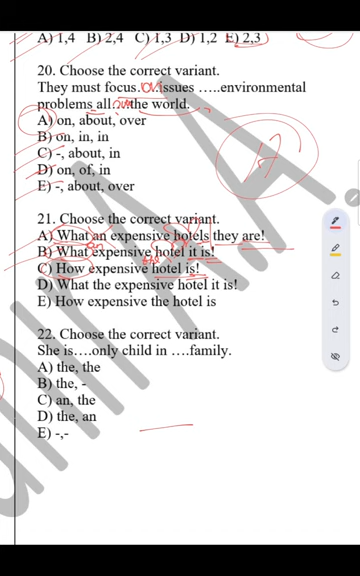 A) 1,4 B) 2,4 C) 1,3 D) 1,2 E) 2,3
20. Choose the correct variant.
They must focus..on.issues …..environmental
problems all over the world.
A) on, about, over
B) on, in, in
C) -, about, in
D) on, of, in
E) -, about, over
A
21. Choose the correct variant.
A) What an expensive hotels they are!
an
B) What expensive hotel it is!
C) How expensive hotel is!
D) What the expensive hotel it is!
E) How expensive the hotel is
22. Choose the correct variant.
She is….only child in ….family.
A) the, the
B) the, -
C) an, the
D) the, an
E) -,-